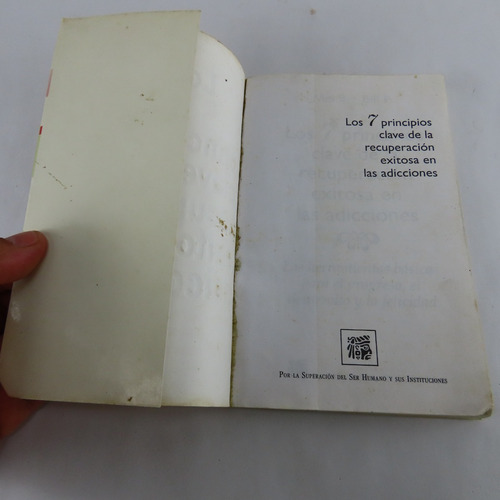 Los 7 principios
clave de la
recuperación
exitosa en
las adicciones
Por la Superación del Ser Humano y sus Instituciones